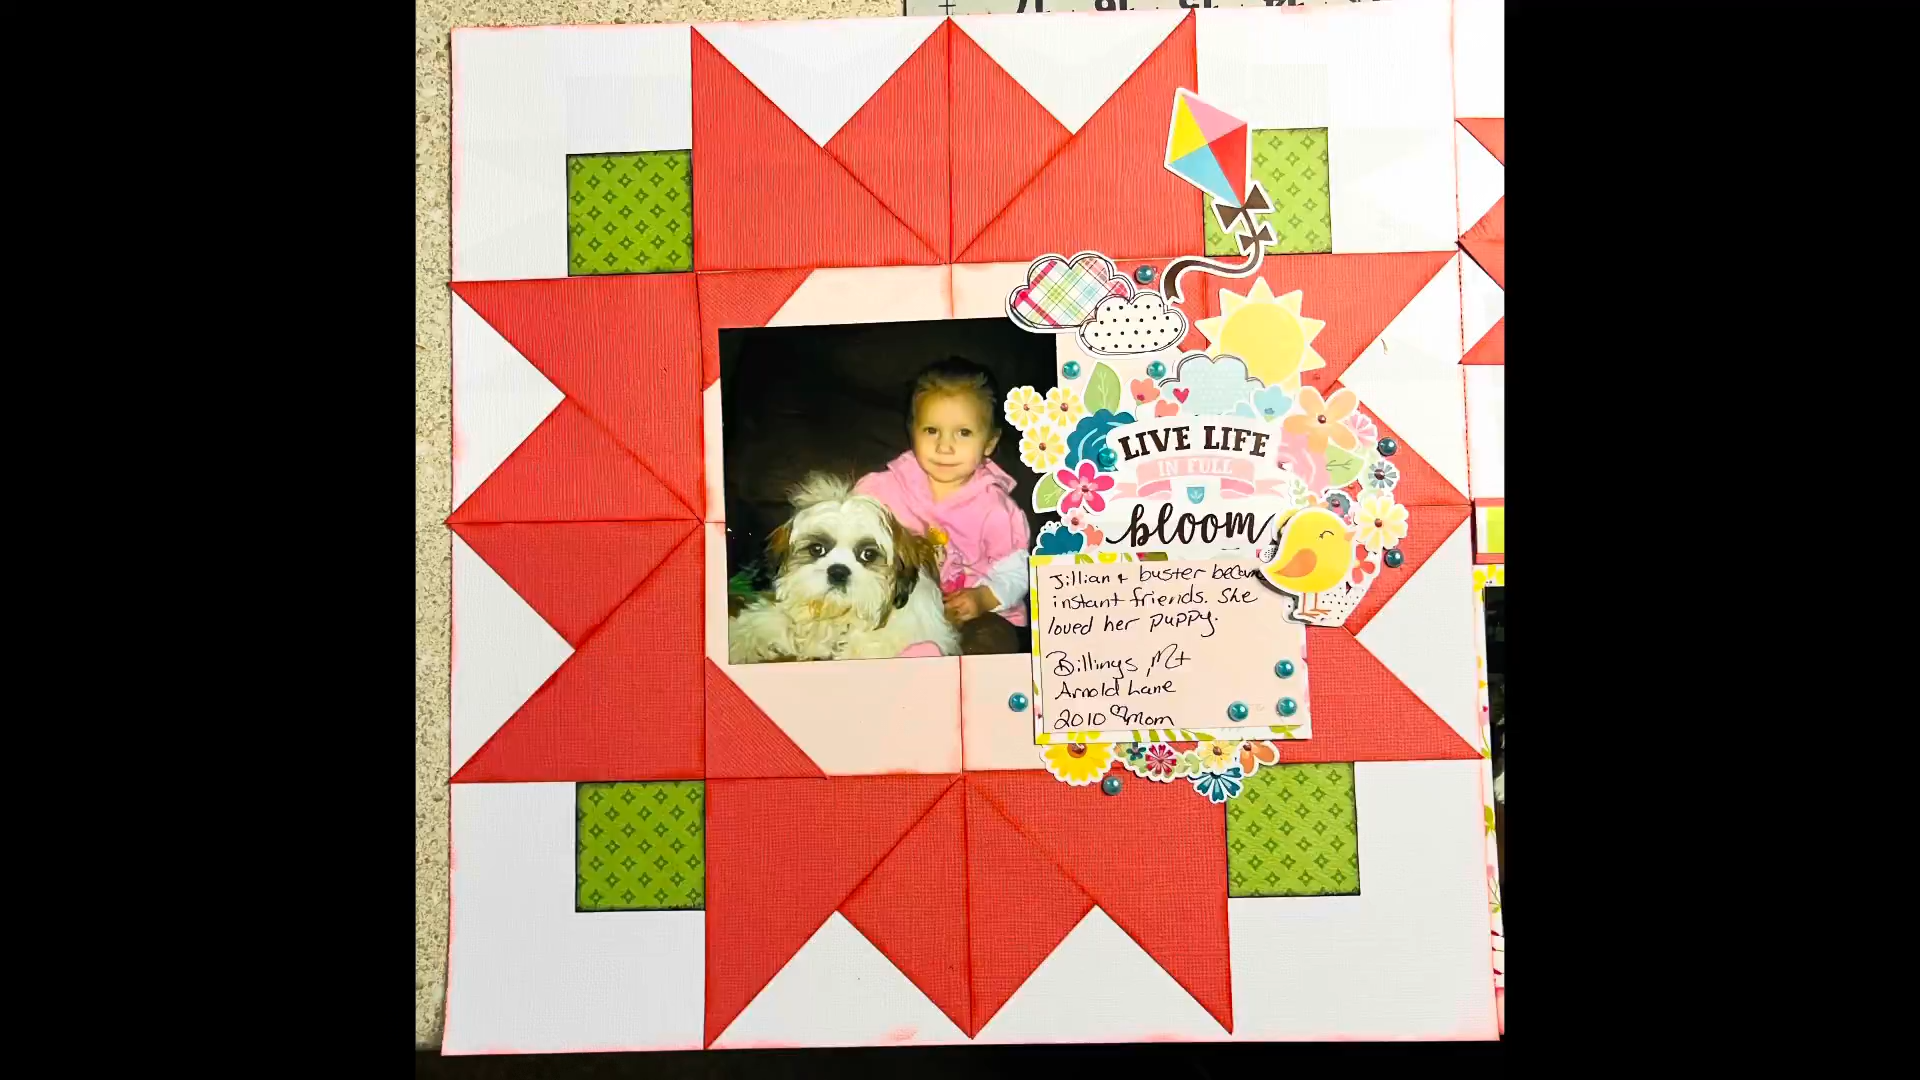 LIVE LIFE
IN FULL
bloom
Jillian + buster becam
instant friends. She
loved her puppy.
Billings, Mt
Arnold Lane
2010 ♡mom